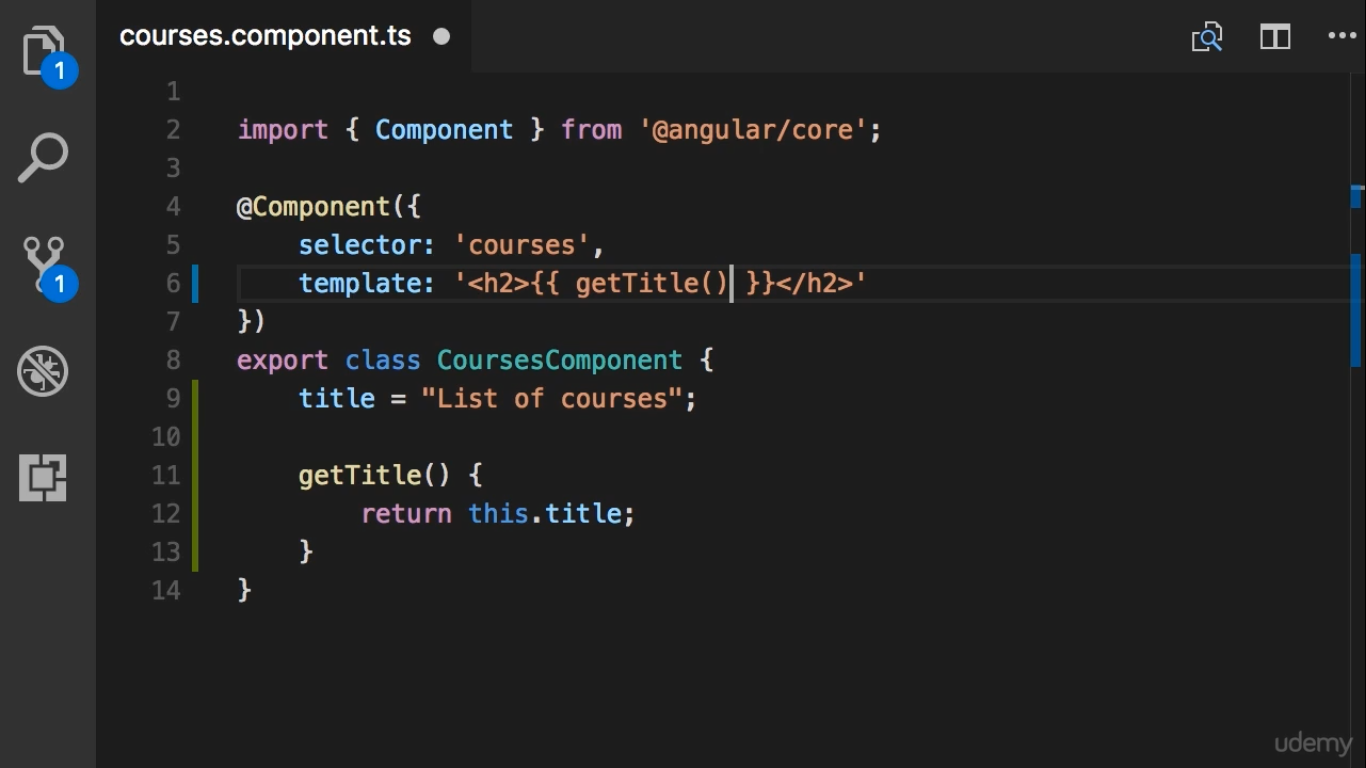 courses.component.ts
1
1
1
2 import { Component } from '@angular/core';
3
4 @Component({
5     selector: 'courses',
6     template: '<h2>{{ getTitle() }}</h2>'
7 })
8 export class CoursesComponent {
9     title = "List of courses";
10
11     getTitle() {
12         return this.title;
13     }
14 }
udemy